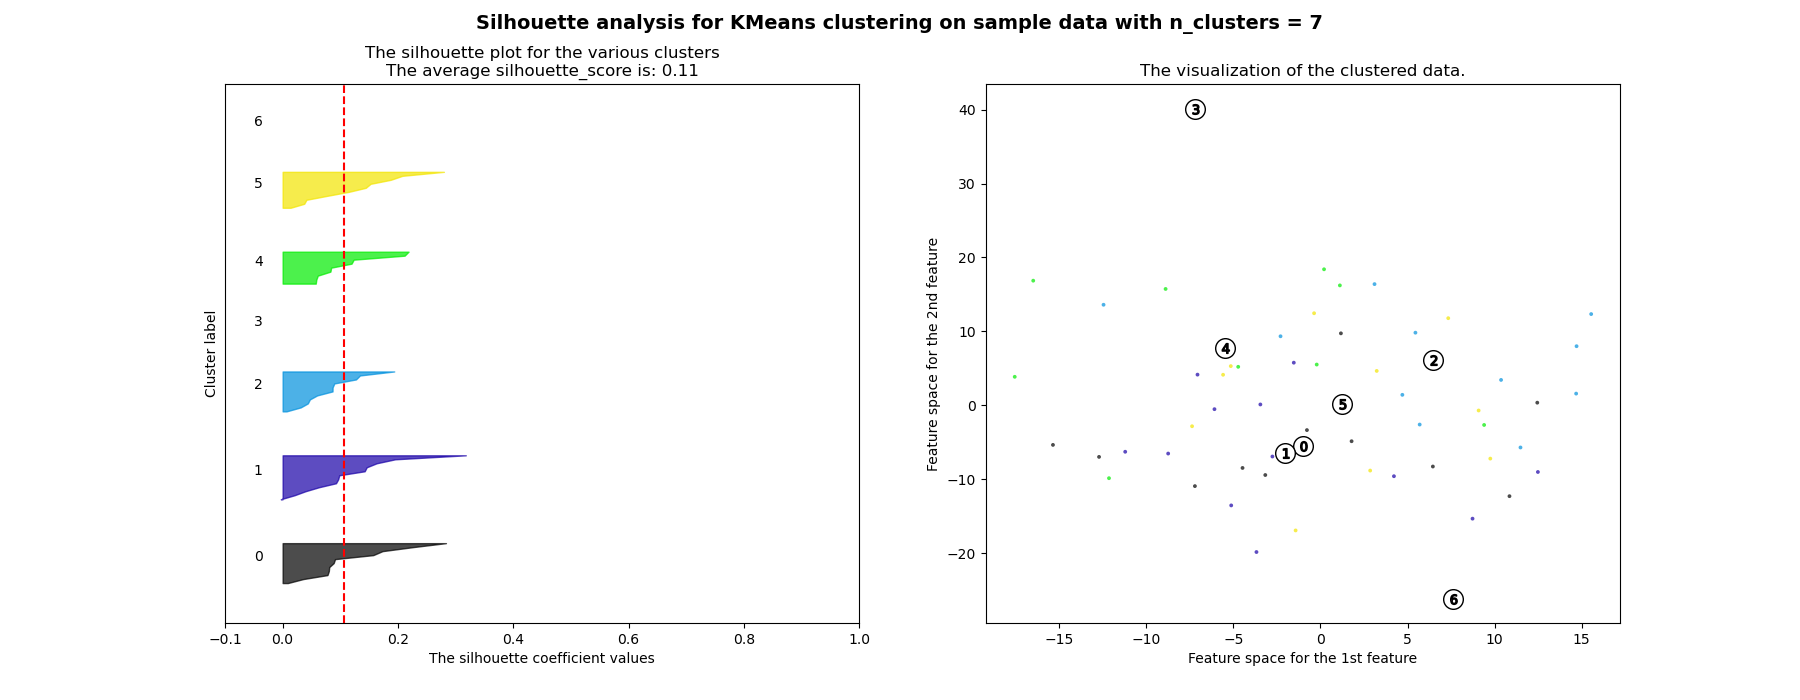 Silhouette analysis for KMeans clustering on sample data with n_clusters = 7
The silhouette plot for the various clusters
The average silhouette_score is: 0.11
6
5
4
3
2
1
0
Cluster label
−0.1 0.0 0.2 0.4 0.6 0.8 1.0
The silhouette coefficient values
The visualization of the clustered data.
40
30
20
10
0
−10
−20
Feature space for the 2nd feature
3
4
2
5
0
1
6
−15 −10 −5 0 5 10 15
Feature space for the 1st feature